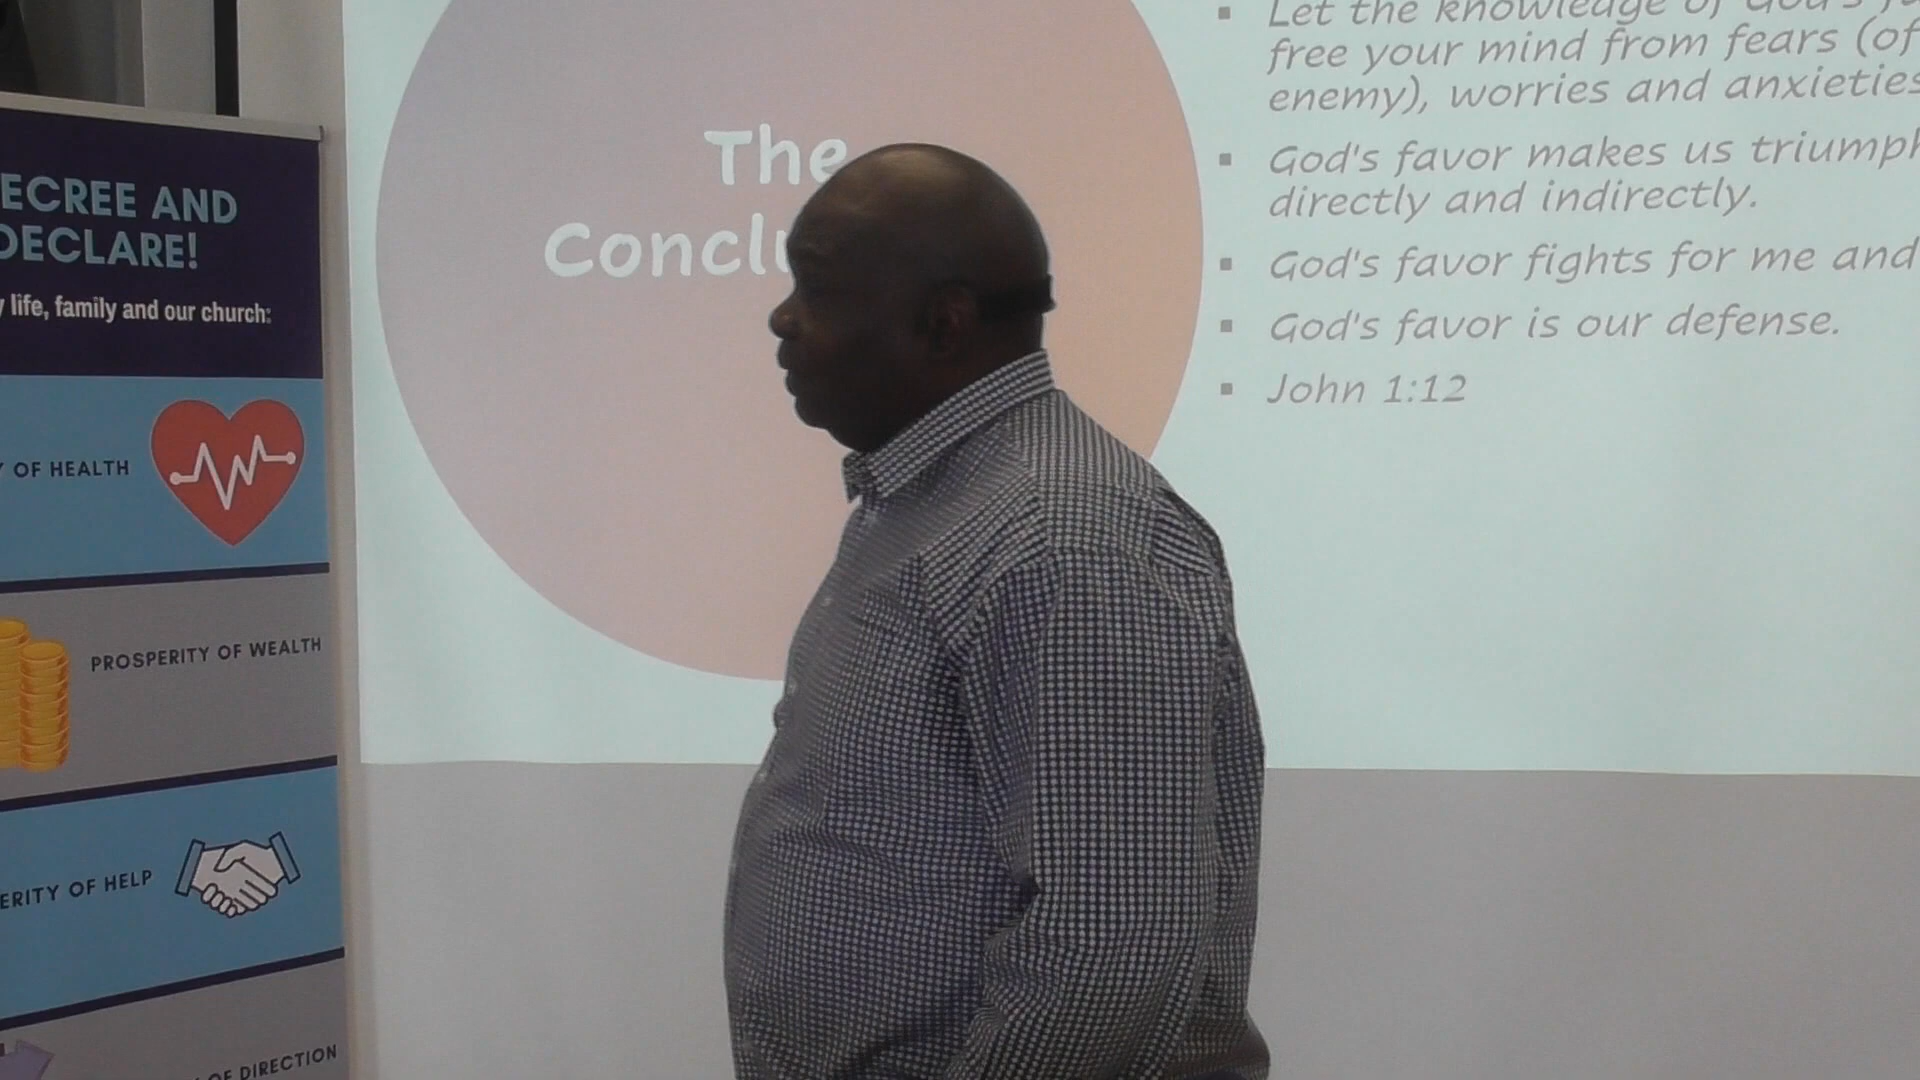 ECREE AND
DECLARE!
life, family and our church:
OF HEALTH
PROSPERITY OF WEALTH
ERITY OF HELP
OF DIRECTION
The
Conclu
Let the knowledge of God's
free your mind from fears (of
enemy), worries and anxieties
God's favor makes us triumph
directly and indirectly.
God's favor fights for me and
God's favor is our defense.
John 1:12